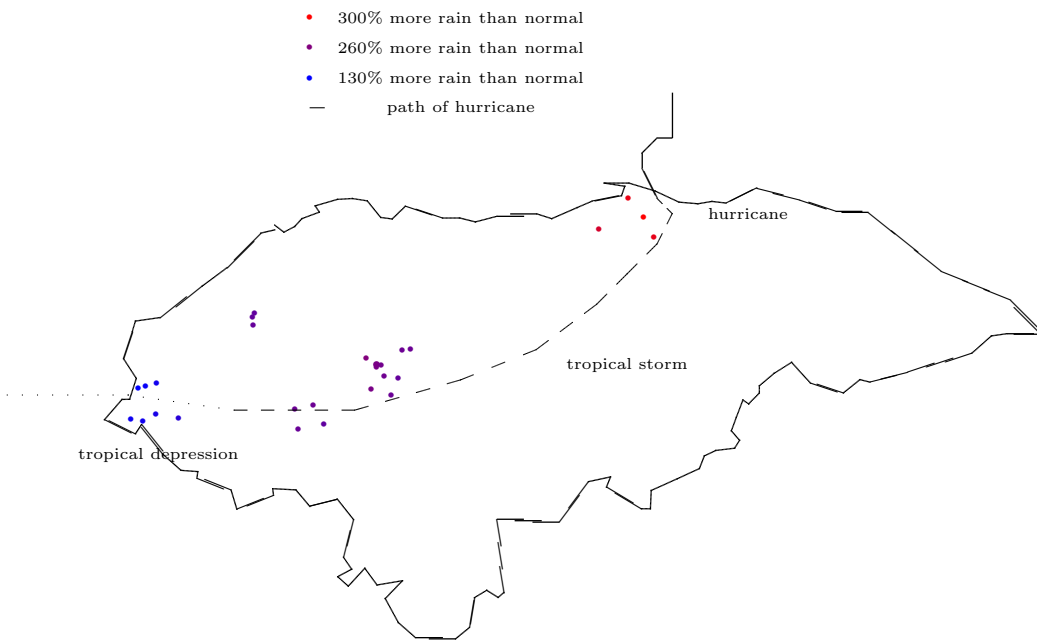 300% more rain than normal
260% more rain than normal
130% more rain than normal
path of hurricane
hurricane
tropical storm
tropical depression